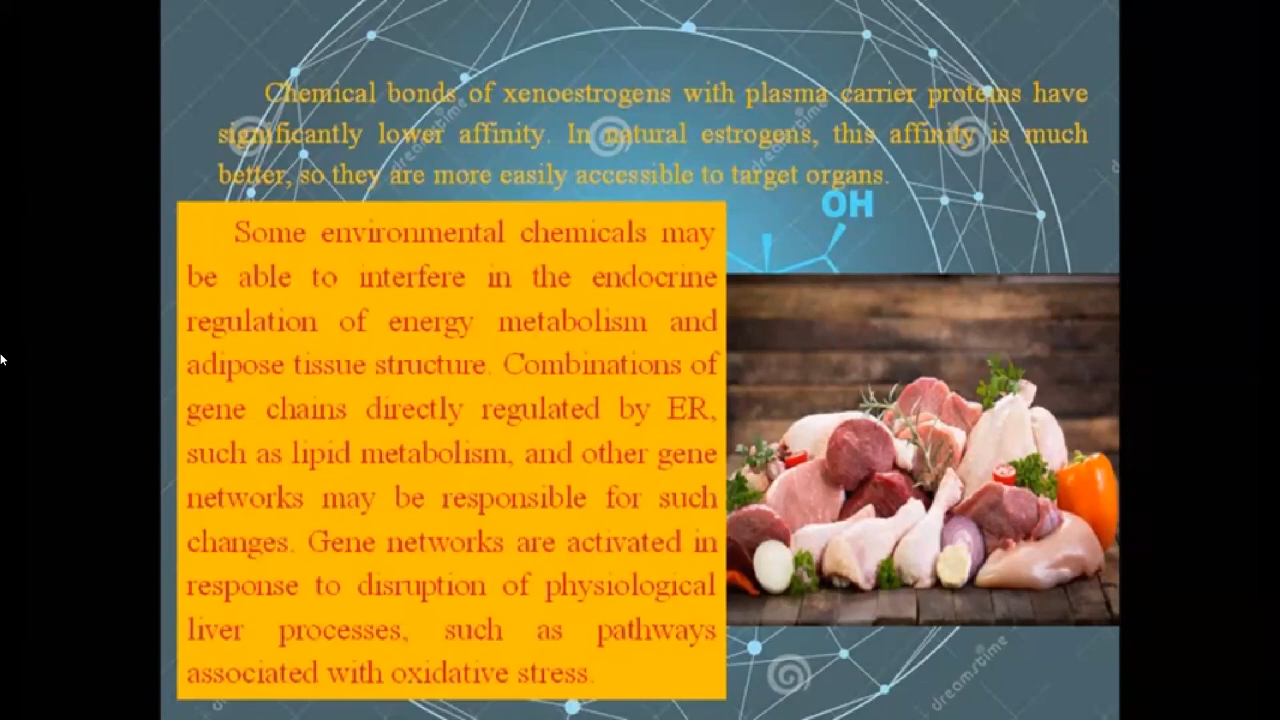 Chemical bonds of xenoestrogens with plasma carrier proteins have
significantly lower affinity. In natural estrogens, this affinity is much
better, so they are more easily accessible to target organs.
OH
Some environmental chemicals may
be able to interfere in the endocrine
regulation of energy metabolism and
adipose tissue structure. Combinations of
gene chains directly regulated by ER,
such as lipid metabolism, and other gene
networks may be responsible for such
changes. Gene networks are activated in
response to disruption of physiological
liver processes, such as pathways
associated with oxidative stress.
dreamstime
dreamstime
dreamstime